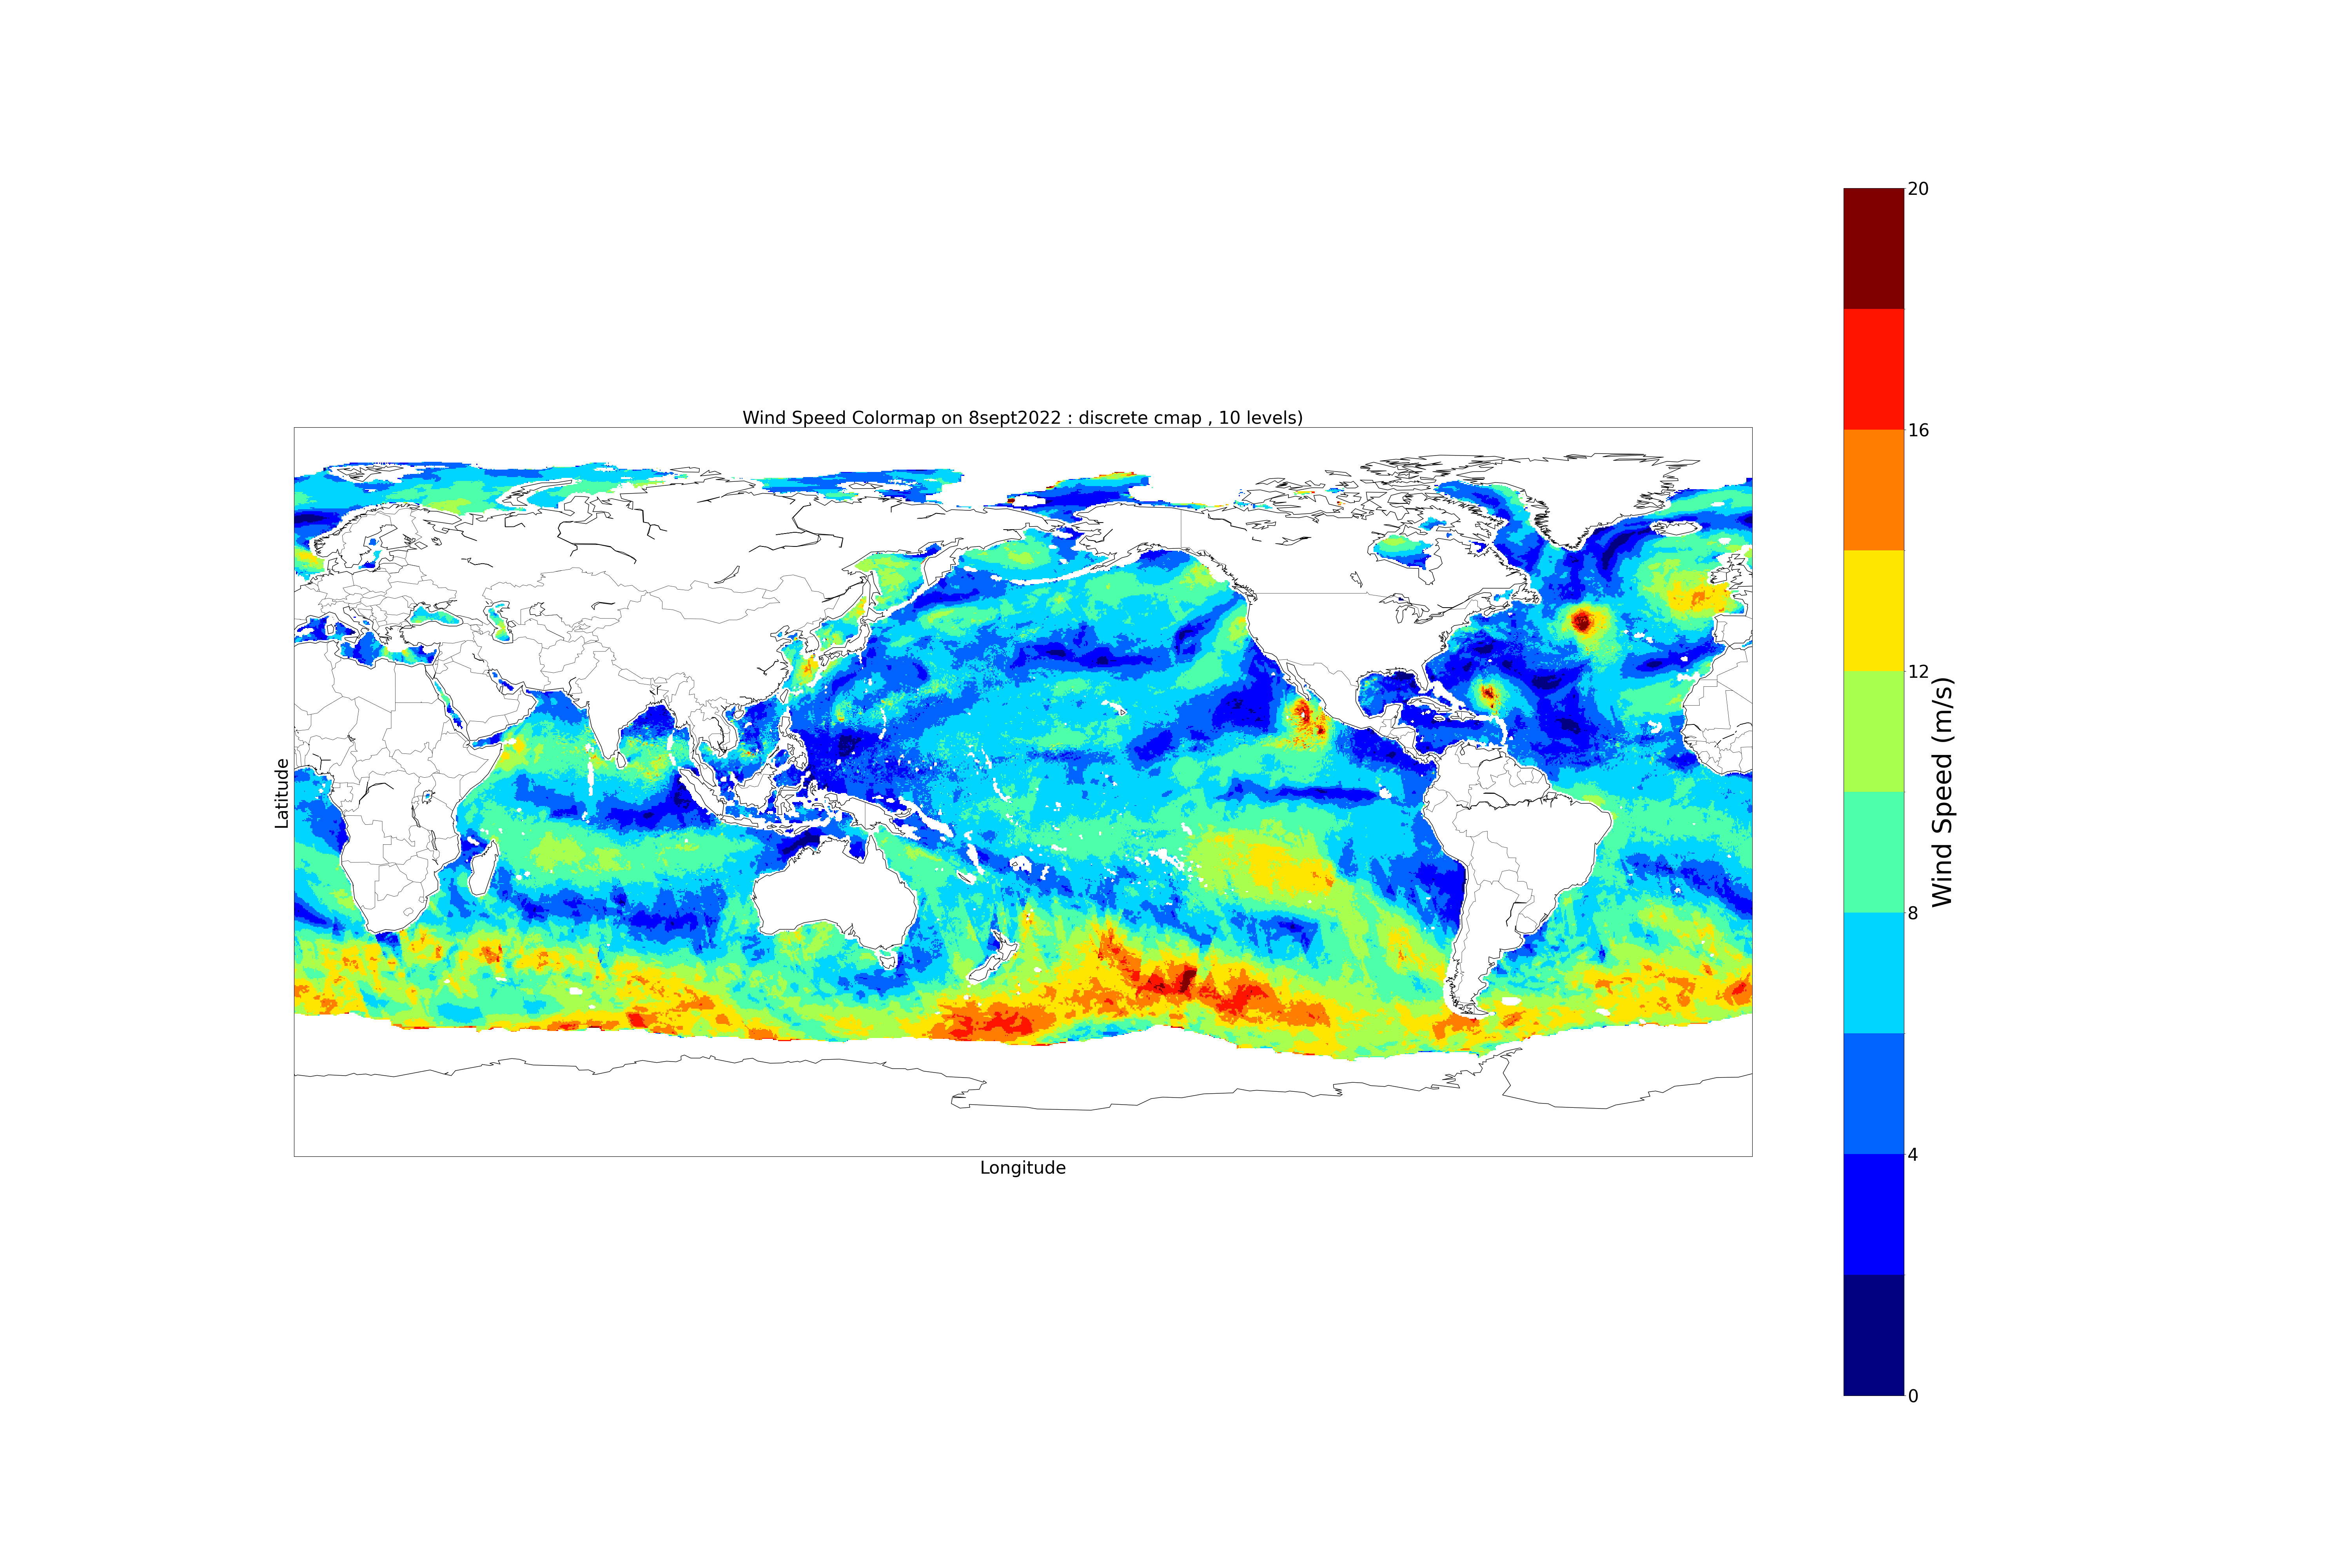 Wind Speed Colormap on 8sept2022 : discrete cmap , 10 levels)
Latitude
Longitude
20
16
12
8
4
0
Wind Speed (m/s)